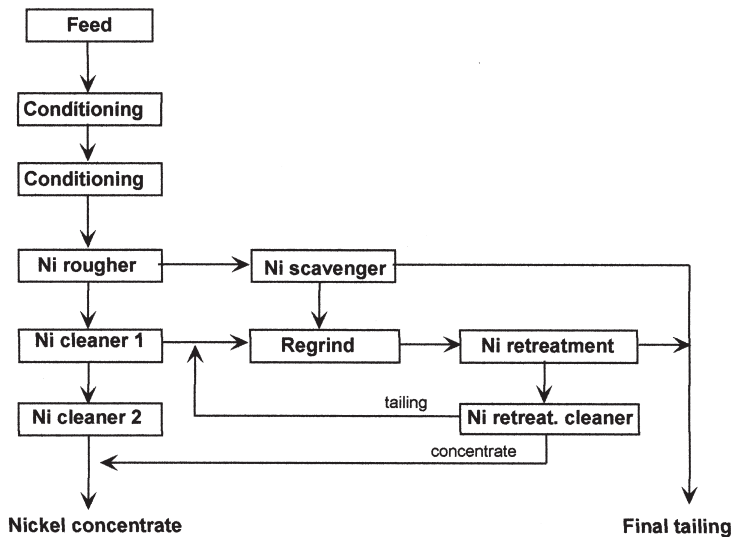 Feed
Conditioning
Conditioning
Ni rougher
Ni scavenger
Ni cleaner 1
Regrind
Ni retreatment
tailing
Ni cleaner 2
Ni retreat. cleaner
concentrate
Nickel concentrate
Final tailing